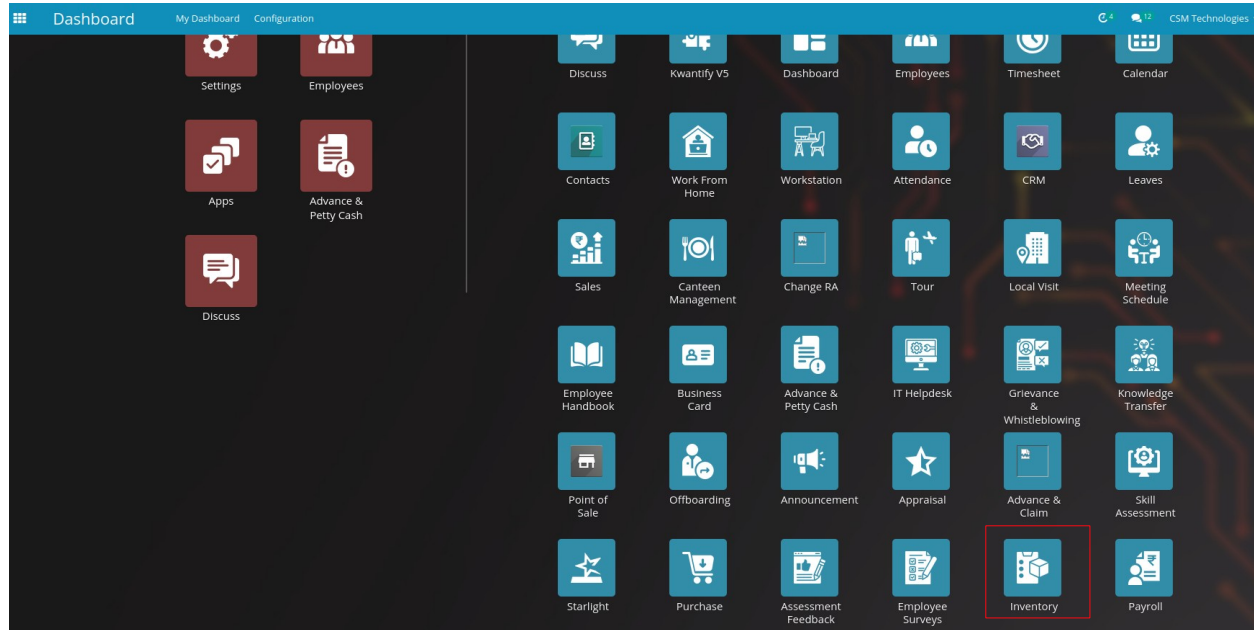 Dashboard My Dashboard Configuration 4 12 CSM Technologies
Settings Employees
Apps Advance &
Petty Cash
Discuss
Discuss Kwantify V5 Dashboard Employees Timesheet Calendar
Contacts Work From Workstation Attendance CRM Leaves
Home
Sales Canteen Change RA Tour Local Visit Meeting
Management Schedule
Employee Business Advance & IT Helpdesk Grievance Knowledge
Handbook Card Petty Cash & Transfer
Whistleblowing
Point of Offboarding Announcement Appraisal Advance & Skill
Sale Claim Assessment
Starlight Purchase Assessment Employee Inventory Payroll
Feedback Surveys